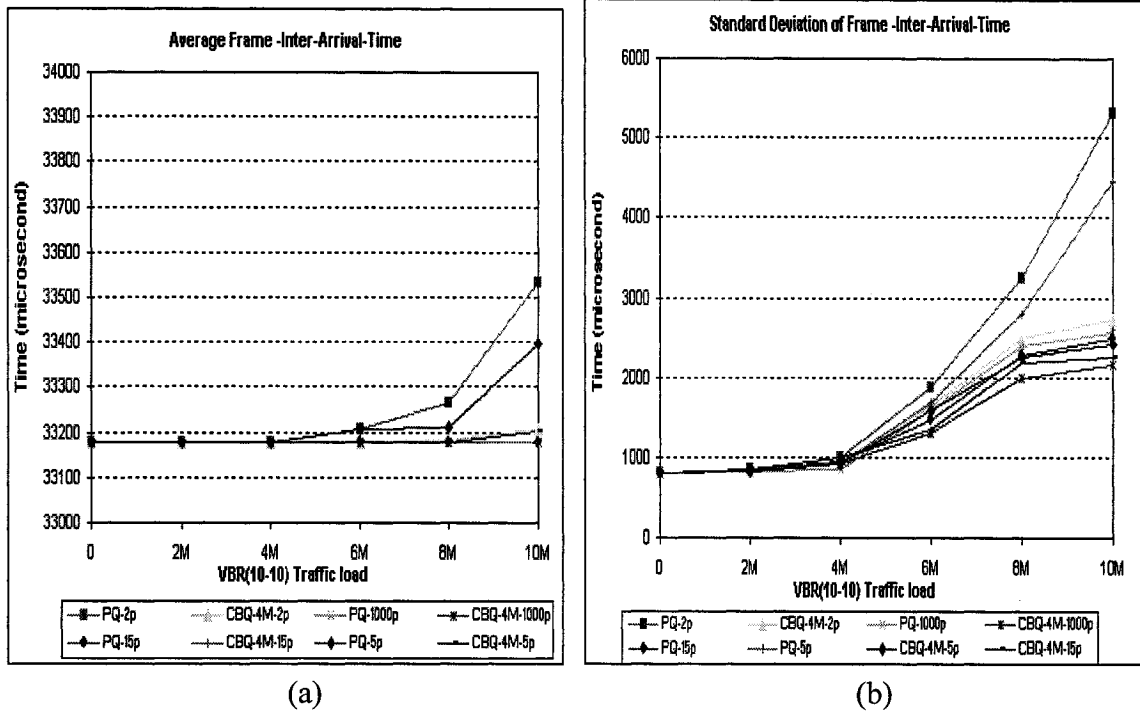 Average Frame -Inter-Arrival-Time
Time (microsecond)
34000
33900
33800
33700
33600
33500
33400
33300
33200
33100
33000
0 2M 4M 6M 8M 10M
VBR(10-10) Traffic load
PQ-2p CBQ-4M-2p PQ-1000p CBQ-4M-1000p
PQ-15p CBQ-4M-15p PQ-5p CBQ-4M-5p
(a)
Standard Deviation of Frame -Inter-Arrival-Time
Time (microsecond)
6000
5000
4000
3000
2000
1000
0
0 2M 4M 6M 8M 10M
VBR(10-10) Traffic load
PQ-2p CBQ-4M-2p PQ-1000p CBQ-4M-1000p
PQ-15p PQ-5p CBQ-4M-5p CBQ-4M-15p
(b)